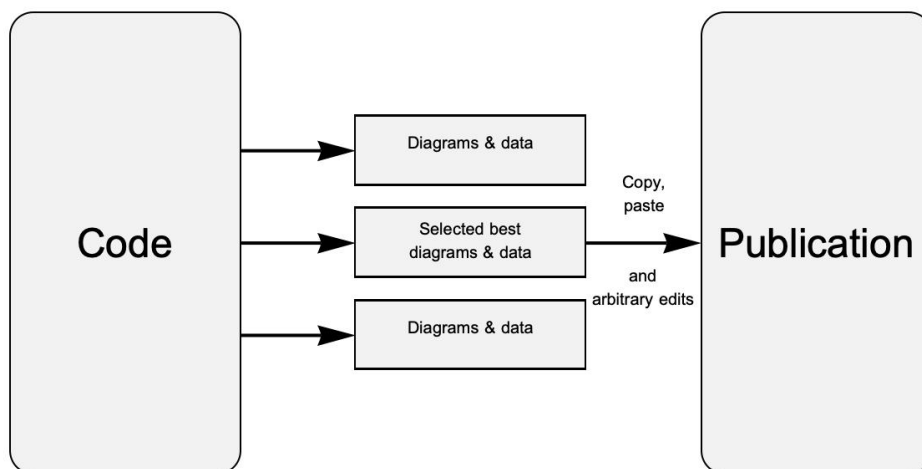 Code
Diagrams & data
Selected best
diagrams & data
Diagrams & data
Copy,
paste
and
arbitrary edits
Publication